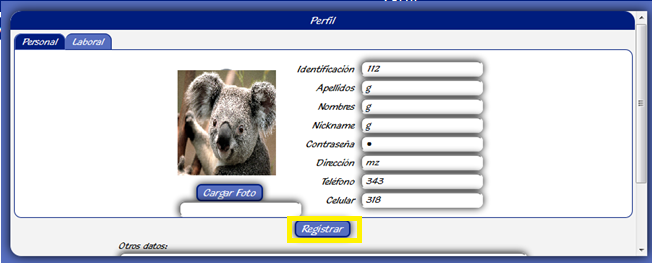 Perfil
Personal Laboral
Identificación 112
Apellidos g
Nombres g
Nickname g
Contraseña •
Dirección mz
Teléfono 343
Celular 318
Cargar Foto
Registrar
Otros datos: